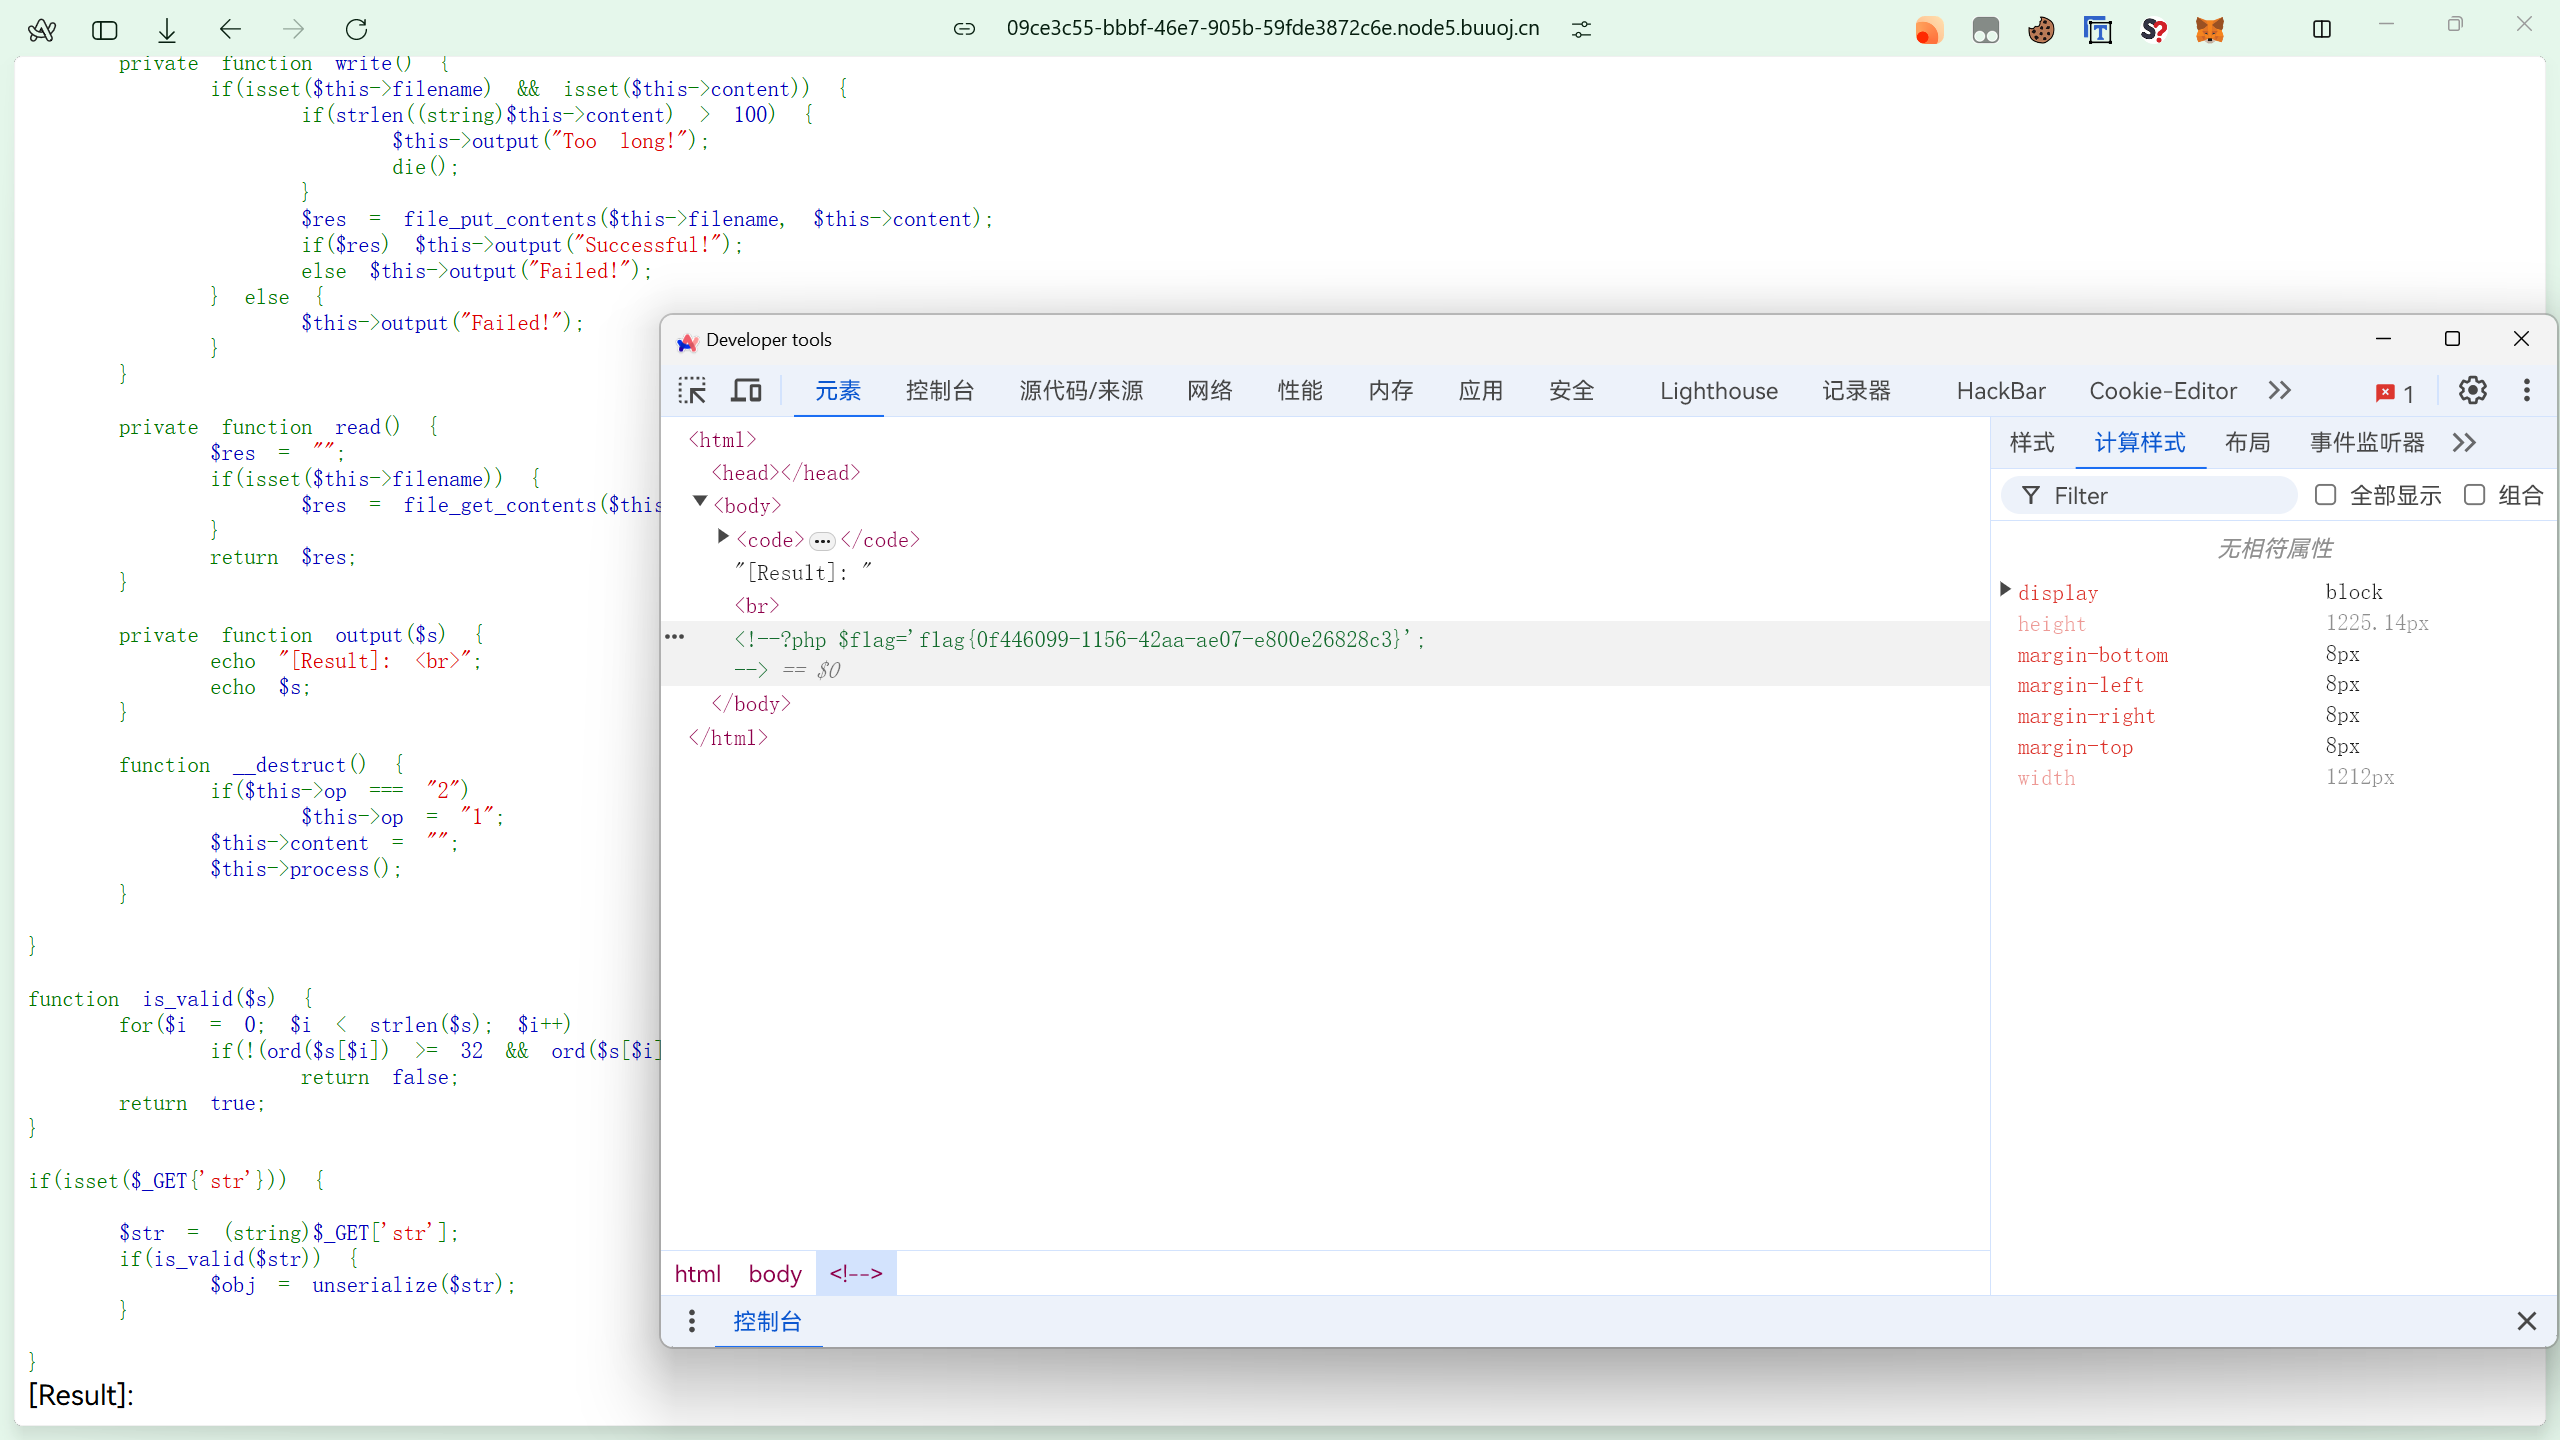 09ce3c55-bbbf-46e7-905b-59fde3872c6e.node5.buuoj.cn
private function write() {
if(isset($this->filename) && isset($this->content)) {
if(strlen((string)$this->content) > 100) {
$this->output("Too long!");
die();
}
$res = file_put_contents($this->filename, $this->content);
if($res) $this->output("Successful!");
else $this->output("Failed!");
} else {
$this->output("Failed!");
}
}
private function read() {
$res = "";
if(isset($this->filename)) {
$res = file_get_contents($this
}
return $res;
}
private function output($s) {
echo "[Result]: <br>";
echo $s;
}
function __destruct() {
if($this->op === "2")
$this->op = "1";
$this->content = "";
$this->process();
}
}
function is_valid($s) {
for($i = 0; $i < strlen($s); $i++)
if(!(ord($s[$i]) >= 32 && ord($s[$i]
return false;
return true;
}
if(isset($_GET{'str'})) {
$str = (string)$_GET['str'];
if(is_valid($str)) {
$obj = unserialize($str);
}
}
[Result]:
Developer tools
元素 控制台 源代码/来源 网络 性能 内存 应用 安全 Lighthouse 记录器 HackBar Cookie-Editor 1
<html>
<head></head>
<body>
<code>…</code>
"[Result]: "
<br>
<!--?php $flag='flag{0f446099-1156-42aa-ae07-e800e26828c3}';
--> == $0
</body>
</html>
样式 计算样式 布局 事件监听器
Filter 全部显示 组合
无相符属性
display block
height 1225.14px
margin-bottom 8px
margin-left 8px
margin-right 8px
margin-top 8px
width 1212px
html body <!-->
控制台